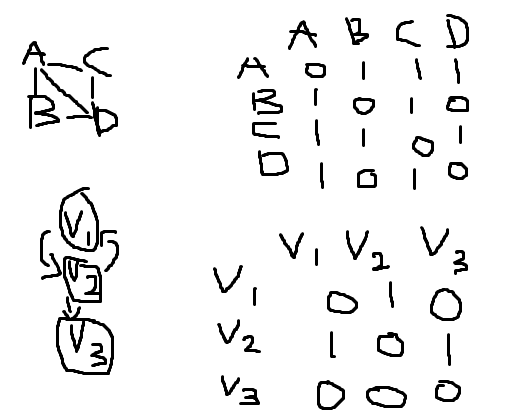 A C
B D
A B C D
A 0 1 1 1
B 1 0 1 0
C 1 1 0 1
D 1 0 1 0
V1
V2
V3
V1 V2 V3
V1 0 1 0
V2 1 0 1
V3 0 0 0